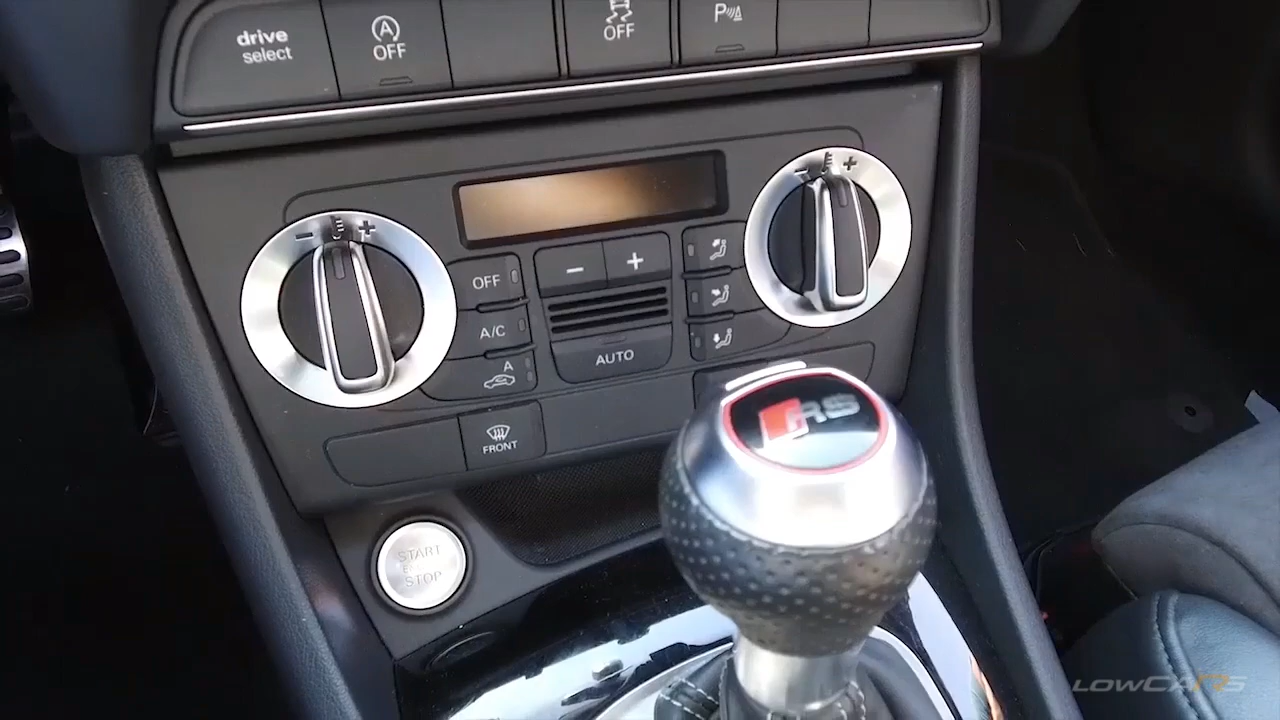 drive
select
A
OFF
OFF
P
- +
- +
OFF
- +
A/C
AUTO
A
FRONT
RS
START
STOP
LOWCARS